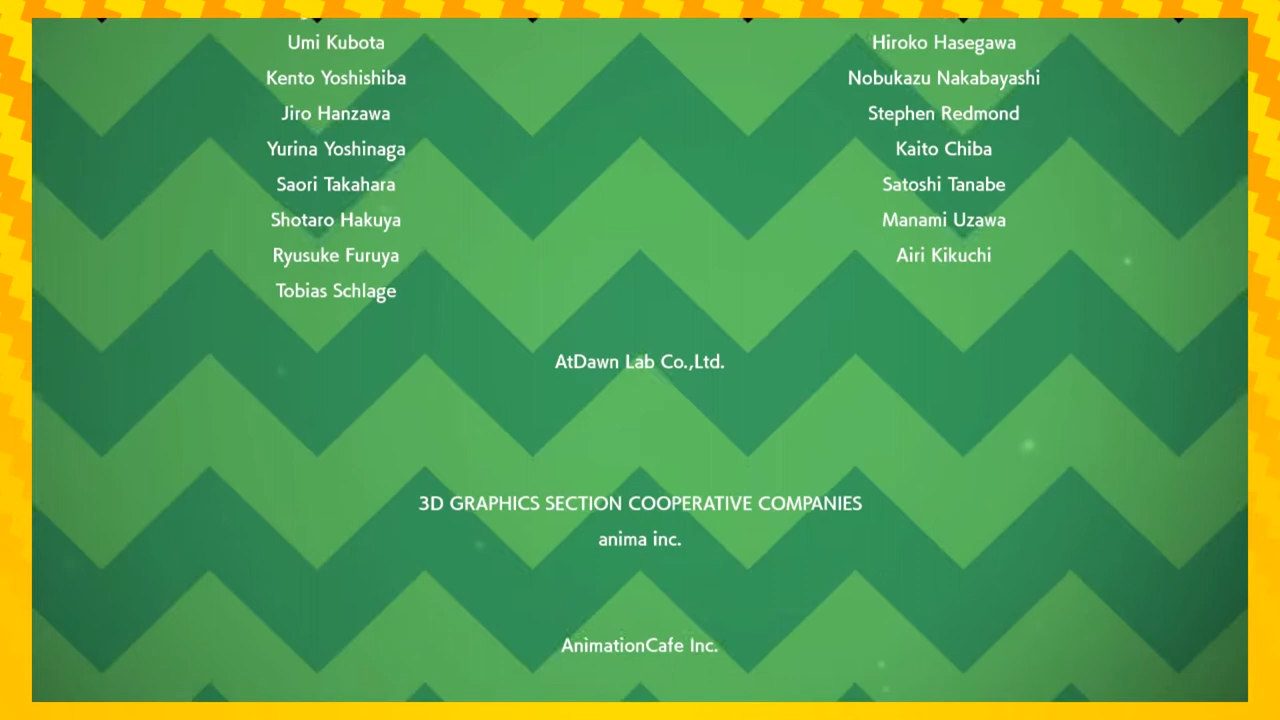 Umi Kubota
Kento Yoshishiba
Jiro Hanzawa
Yurina Yoshinaga
Saori Takahara
Shotaro Hakuya
Ryusuke Furuya
Tobias Schlage
Hiroko Hasegawa
Nobukazu Nakabayashi
Stephen Redmond
Kaito Chiba
Satoshi Tanabe
Manami Uzawa
Airi Kikuchi
AtDawn Lab Co.,Ltd.
3D GRAPHICS SECTION COOPERATIVE COMPANIES
anima inc.
AnimationCafe Inc.